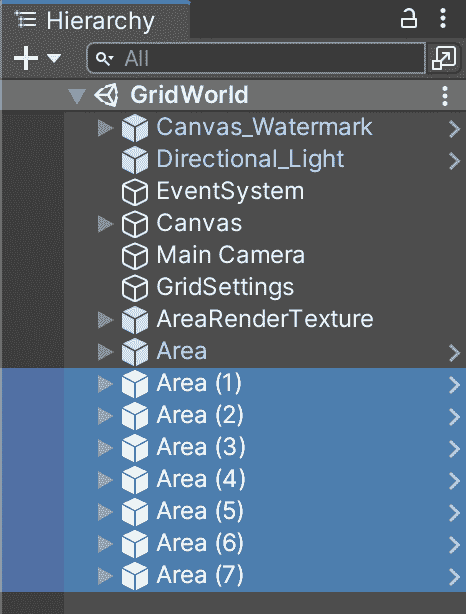 Hierarchy
All
GridWorld
Canvas_Watermark
Directional_Light
EventSystem
Canvas
Main Camera
GridSettings
AreaRenderTexture
Area
Area (1)
Area (2)
Area (3)
Area (4)
Area (5)
Area (6)
Area (7)